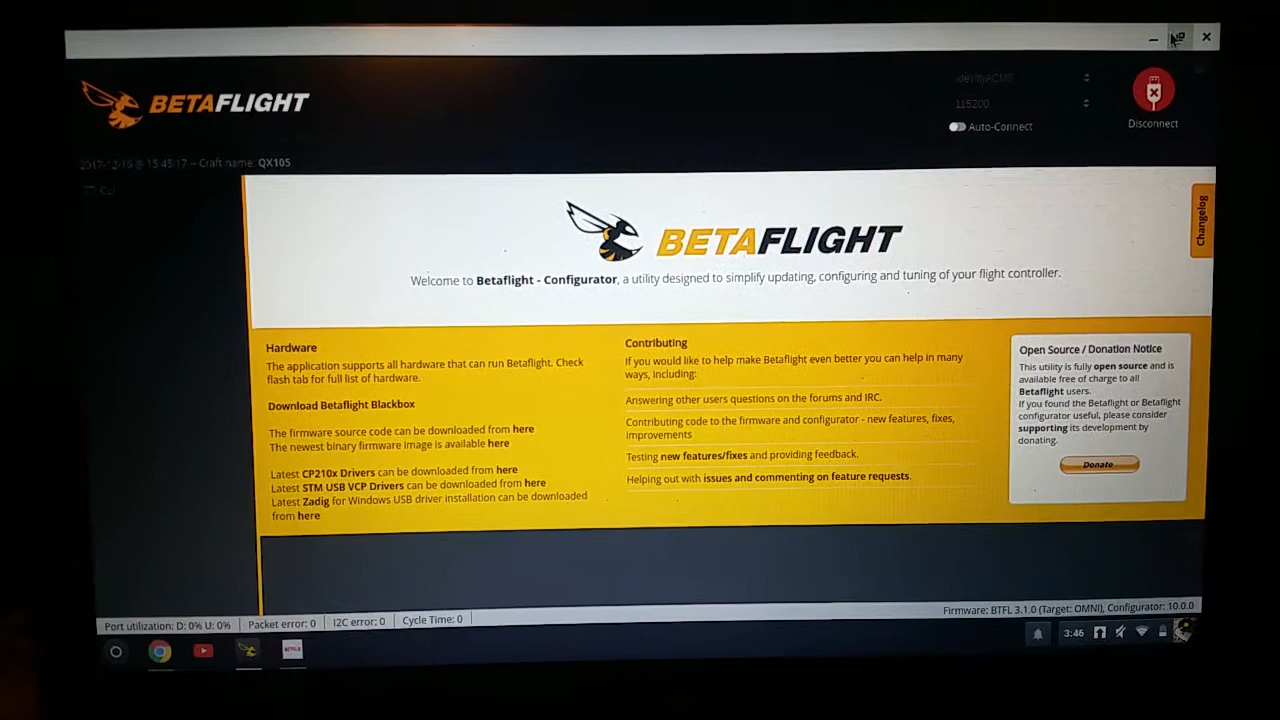 BETAFLIGHT
/dev/ttyACM0
115200
Auto-Connect
Disconnect
2017-12-16 @ 15:45:17 -- Craft name: QX105
CLI
Changelog
BETAFLIGHT
Welcome to Betaflight - Configurator, a utility designed to simplify updating, configuring and tuning of your flight controller.
Hardware
The application supports all hardware that can run Betaflight. Check
flash tab for full list of hardware.
Download Betaflight Blackbox
The firmware source code can be downloaded from here
The newest binary firmware image is available here
Latest CP210x Drivers can be downloaded from here
Latest STM USB VCP Drivers can be downloaded from here
Latest Zadig for Windows USB driver installation can be downloaded
from here
Contributing
If you would like to help make Betaflight even better you can help in many
ways, including:
Answering other users questions on the forums and IRC.
Contributing code to the firmware and configurator - new features, fixes,
improvements
Testing new features/fixes and providing feedback.
Helping out with issues and commenting on feature requests.
Open Source / Donation Notice
This utility is fully open source and is
available free of charge to all
Betaflight users.
If you found the Betaflight or Betaflight
configurator useful, please consider
supporting its development by
donating.
Donate
Port utilization: D: 0% U: 0% Packet error: 0 I2C error: 0 Cycle Time: 0
Firmware: BTFL 3.1.0 (Target: OMNI), Configurator: 10.0.0
NETFLIX
3:46